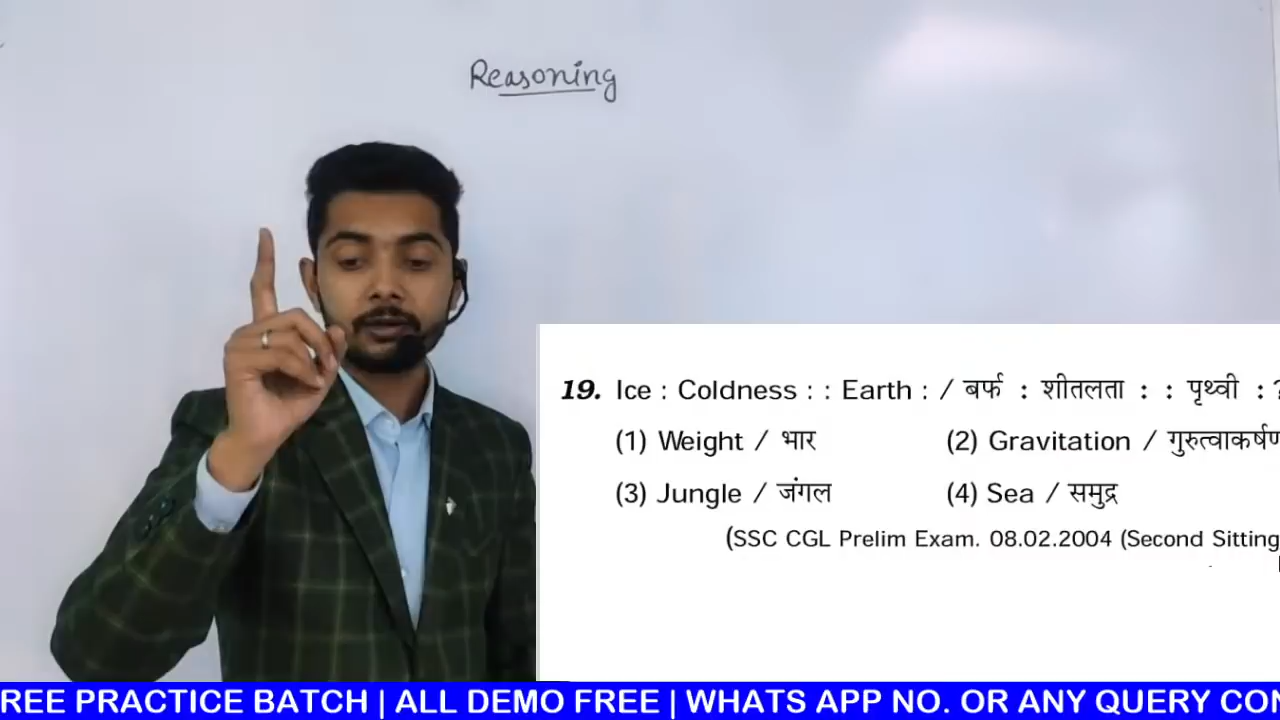 Reasoning
19. Ice : Coldness : : Earth : / बर्फ : शीतलता : : पृथ्वी : ?
(1) Weight / भार (2) Gravitation / गुरुत्वाकर्षण
(3) Jungle / जंगल (4) Sea / समुद्र
(SSC CGL Prelim Exam. 08.02.2004 (Second Sitting
REE PRACTICE BATCH | ALL DEMO FREE | WHATS APP NO. OR ANY QUERY CON